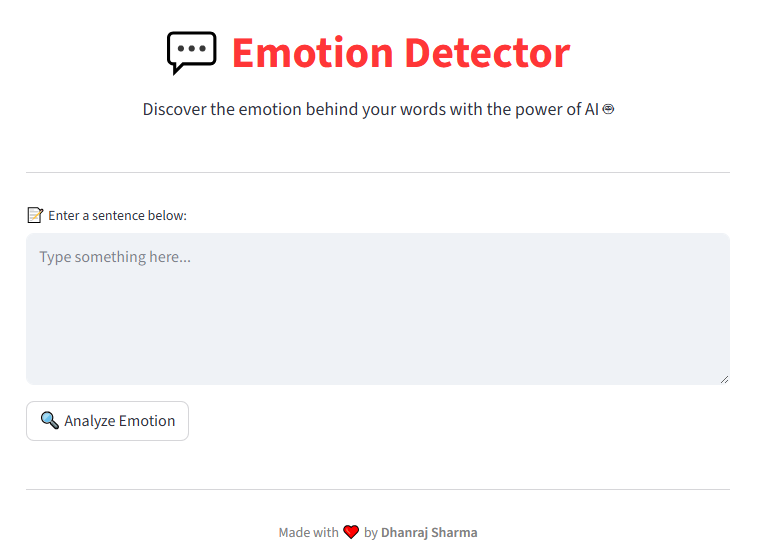 💬 Emotion Detector
Discover the emotion behind your words with the power of AI
📝 Enter a sentence below:
Type something here...
🔍 Analyze Emotion
Made with ❤️ by Dhanraj Sharma